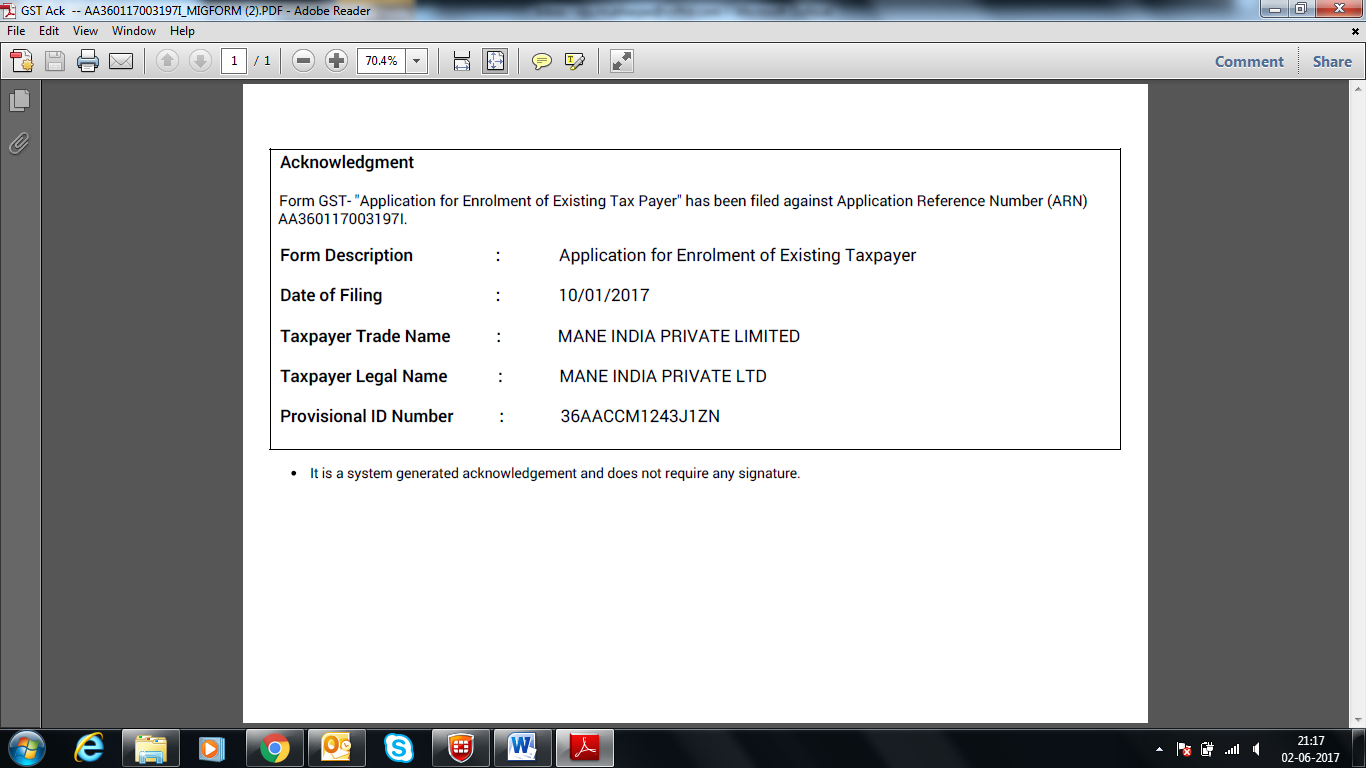 GST Ack -- AA360117003197I_MIGFORM (2).PDF - Adobe Reader
File Edit View Window Help
1 / 1 70.4% Comment Share
Acknowledgment
Form GST- "Application for Enrolment of Existing Tax Payer" has been filed against Application Reference Number (ARN)
AA360117003197I.
Form Description : Application for Enrolment of Existing Taxpayer
Date of Filing : 10/01/2017
Taxpayer Trade Name : MANE INDIA PRIVATE LIMITED
Taxpayer Legal Name : MANE INDIA PRIVATE LTD
Provisional ID Number : 36AACCM1243J1ZN
• It is a system generated acknowledgement and does not require any signature.
21:17
02-06-2017